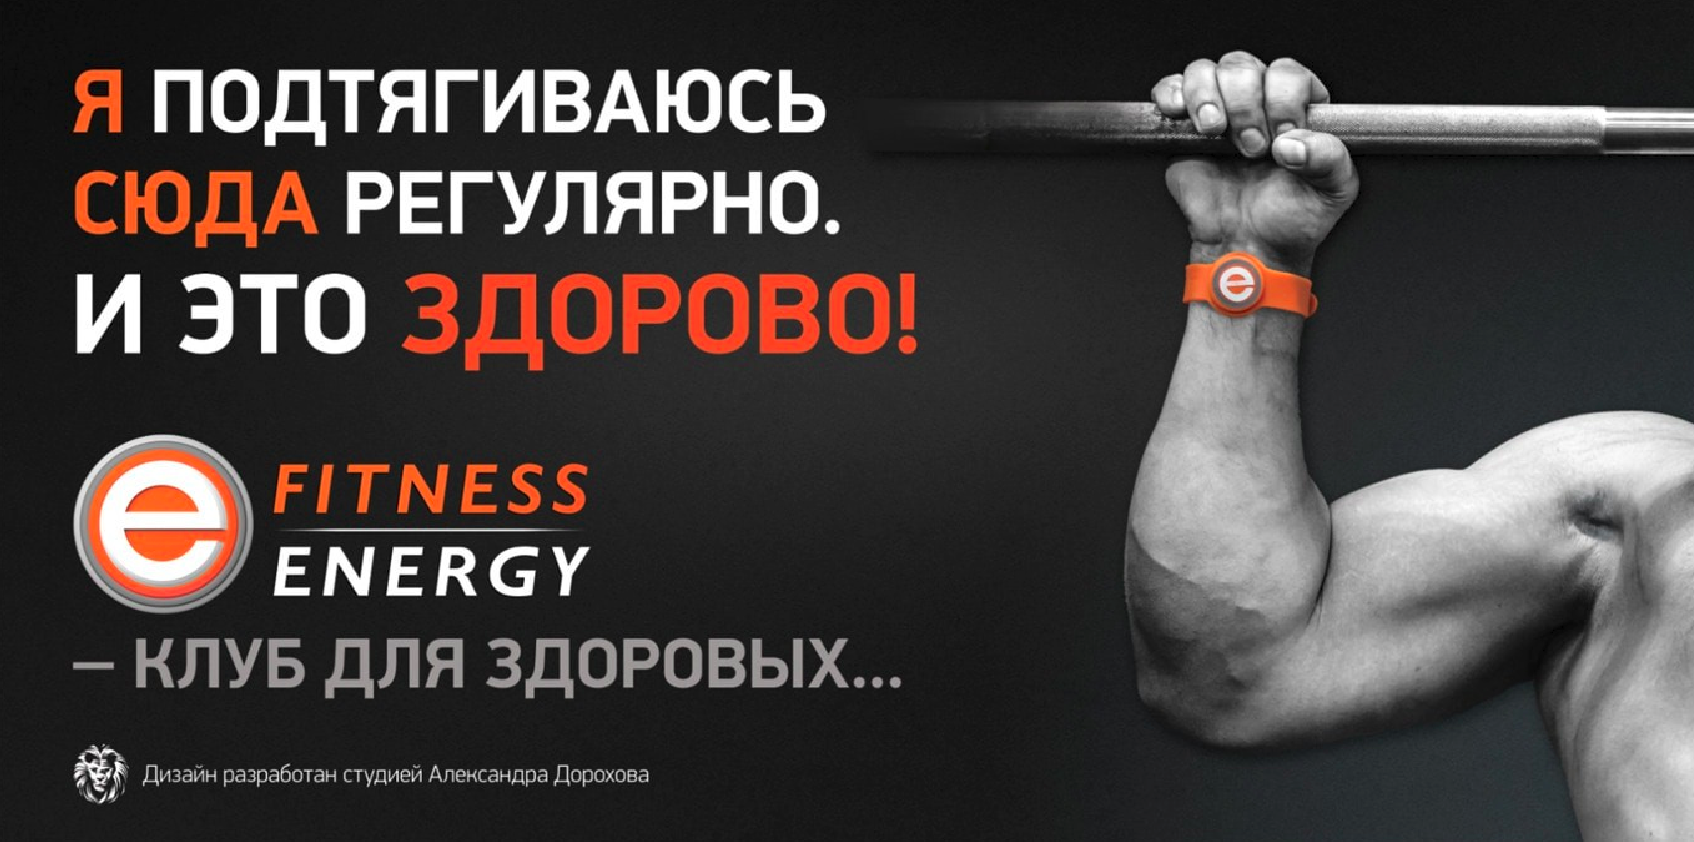 Я ПОДТЯГИВАЮСЬ
СЮДА РЕГУЛЯРНО.
И ЭТО ЗДОРОВО!
e FITNESS
ENERGY
– КЛУБ ДЛЯ ЗДОРОВЫХ...
Дизайн разработан студией Александра Дорохова
e